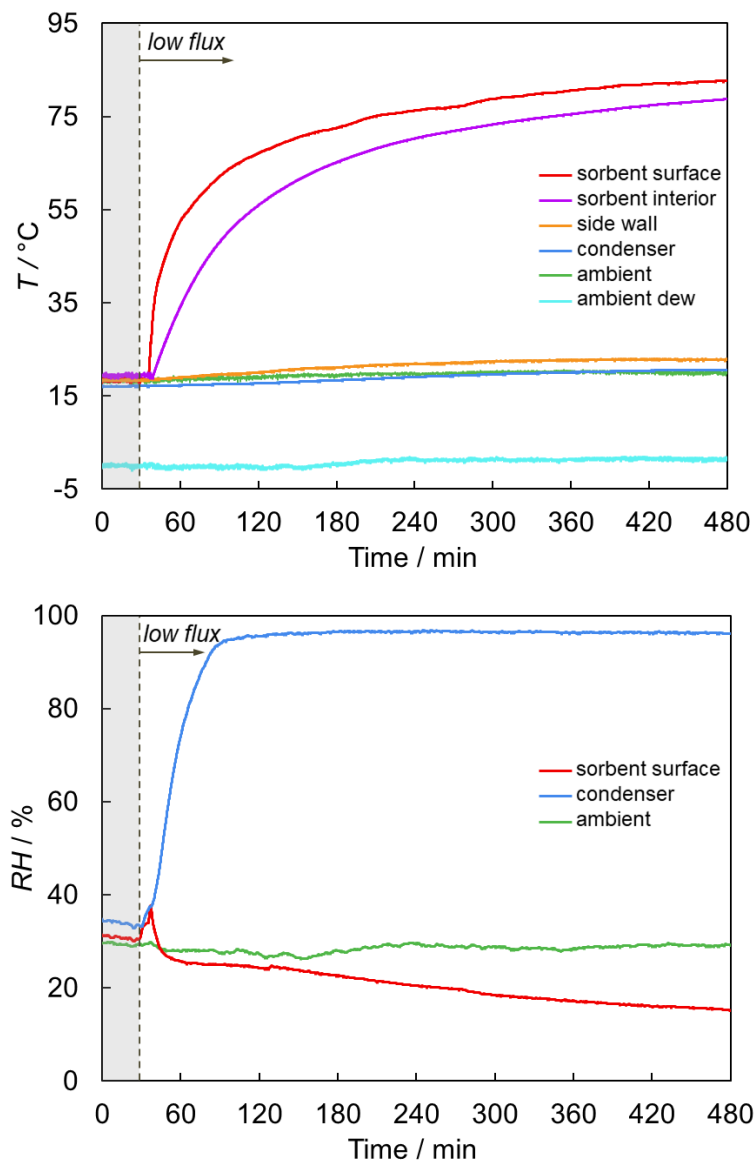 95
75
55
35
15
-5
T / °C
low flux
sorbent surface
sorbent interior
side wall
condenser
ambient
ambient dew
0 60 120 180 240 300 360 420 480
Time / min
100
80
60
40
20
0
RH / %
low flux
sorbent surface
condenser
ambient
0 60 120 180 240 300 360 420 480
Time / min